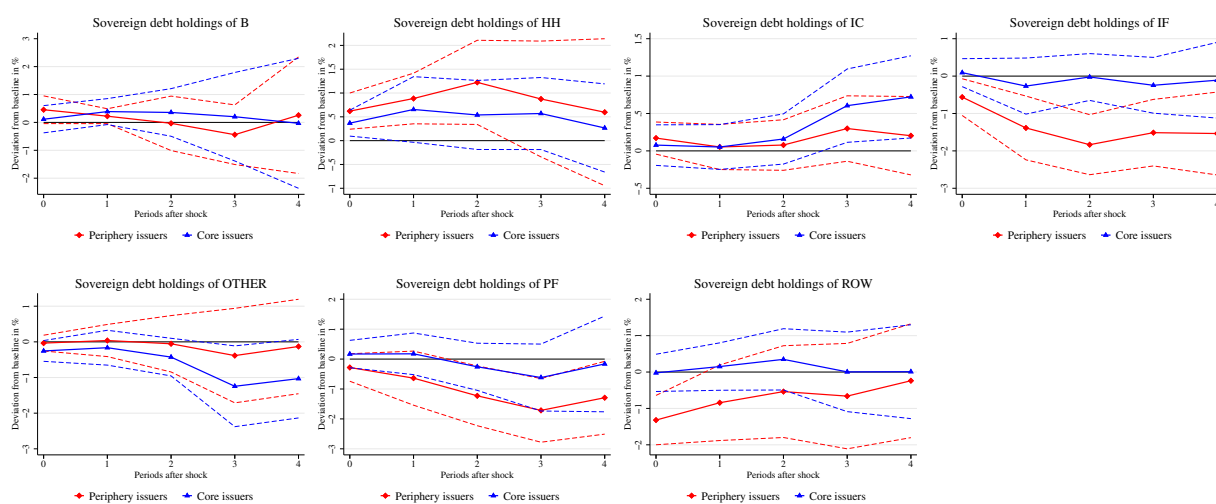 Sovereign debt holdings of B
Deviation from baseline in %
3
2
1
0
−1
−2
0 1 2 3 4
Periods after shock
Periphery issuers Core issuers
Sovereign debt holdings of HH
Deviation from baseline in %
2
1.5
1
.5
0
−.5
−1
0 1 2 3 4
Periods after shock
Periphery issuers Core issuers
Sovereign debt holdings of IC
Deviation from baseline in %
1.5
1
.5
0
−.5
0 1 2 3 4
Periods after shock
Periphery issuers Core issuers
Sovereign debt holdings of IF
Deviation from baseline in %
1
0
−1
−2
−3
0 1 2 3 4
Periods after shock
Periphery issuers Core issuers
Sovereign debt holdings of OTHER
Deviation from baseline in %
1
0
−1
−2
−3
0 1 2 3 4
Periods after shock
Periphery issuers Core issuers
Sovereign debt holdings of PF
Deviation from baseline in %
2
1
0
−1
−2
−3
0 1 2 3 4
Periods after shock
Periphery issuers Core issuers
Sovereign debt holdings of ROW
Deviation from baseline in %
2
1
0
−1
−2
0 1 2 3 4
Periods after shock
Periphery issuers Core issuers